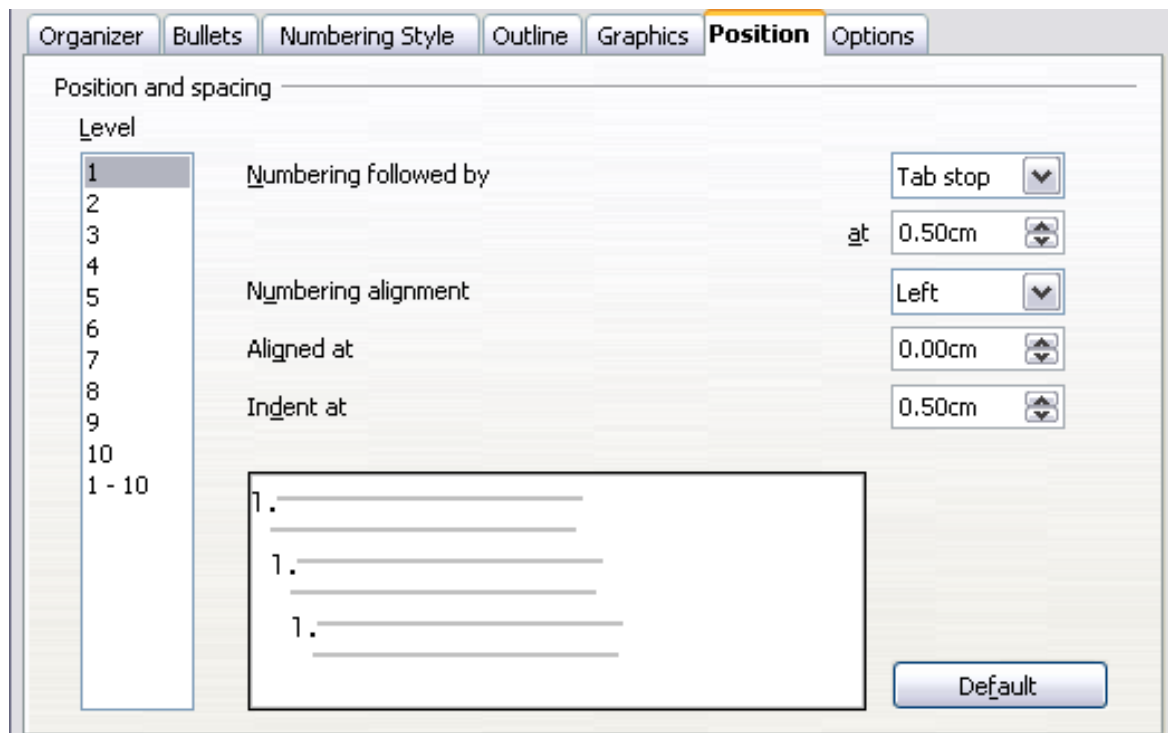 Organizer Bullets Numbering Style Outline Graphics Position Options
Position and spacing
Level
1
2
3
4
5
6
7
8
9
10
1 - 10
Numbering followed by Tab stop
at 0.50cm
Numbering alignment Left
Aligned at 0.00cm
Indent at 0.50cm
1.
1.
1.
Default